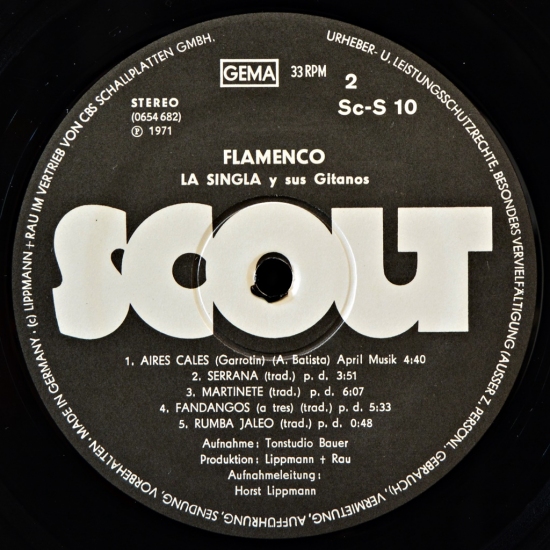 GEMA 33 RPM 2
Sc-S 10
STEREO
(0654 682)
Ⓟ 1971
FLAMENCO
LA SINGLA y sus Gitanos
SCOUT
1. AIRES CALES (Garrotin) (A. Batista) April Musik 4:40
2. SERRANA (trad.) p. d. 3:51
3. MARTINETE (trad.) p. d. 6:07
4. FANDANGOS (a tres) (trad.) p. d. 5:33
5. RUMBA JALEO (trad.) p. d. 0:48
Aufnahme: Tonstudio Bauer
Produktion: Lippmann + Rau
Aufnahmeleitung:
Horst Lippmann
URHEBER- U. LEISTUNGSSCHUTZRECHTE, BESONDERS VERVIELFÄLTIGUNG (AUSSER Z. PERSÖNL. GEBRAUCH), VERMIETUNG, AUFFÜHRUNG, SENDUNG, VORBEHALTEN. MADE IN GERMANY · (c) LIPPMANN + RAU IM VERTRIEB VON CBS SCHALLPLATTEN GMBH.